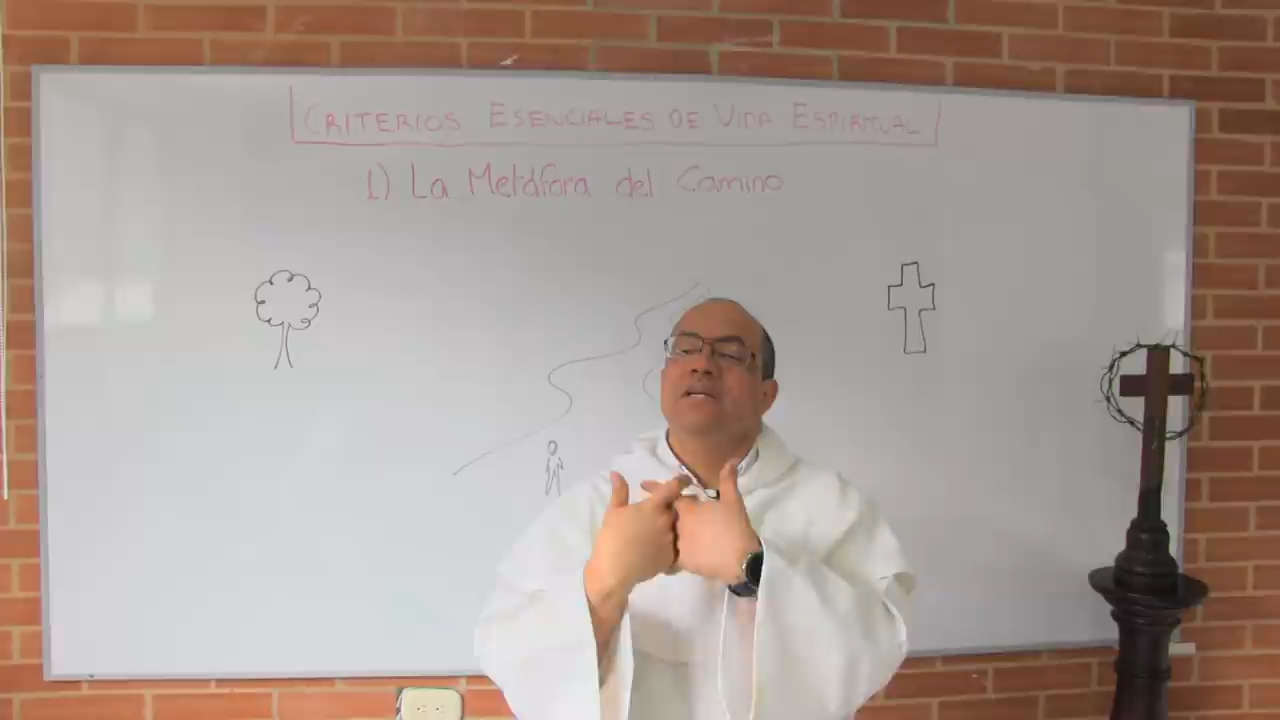 CRITERIOS ESENCIALES DE VIDA ESPIRITUAL
1) La Metáfora del Camino